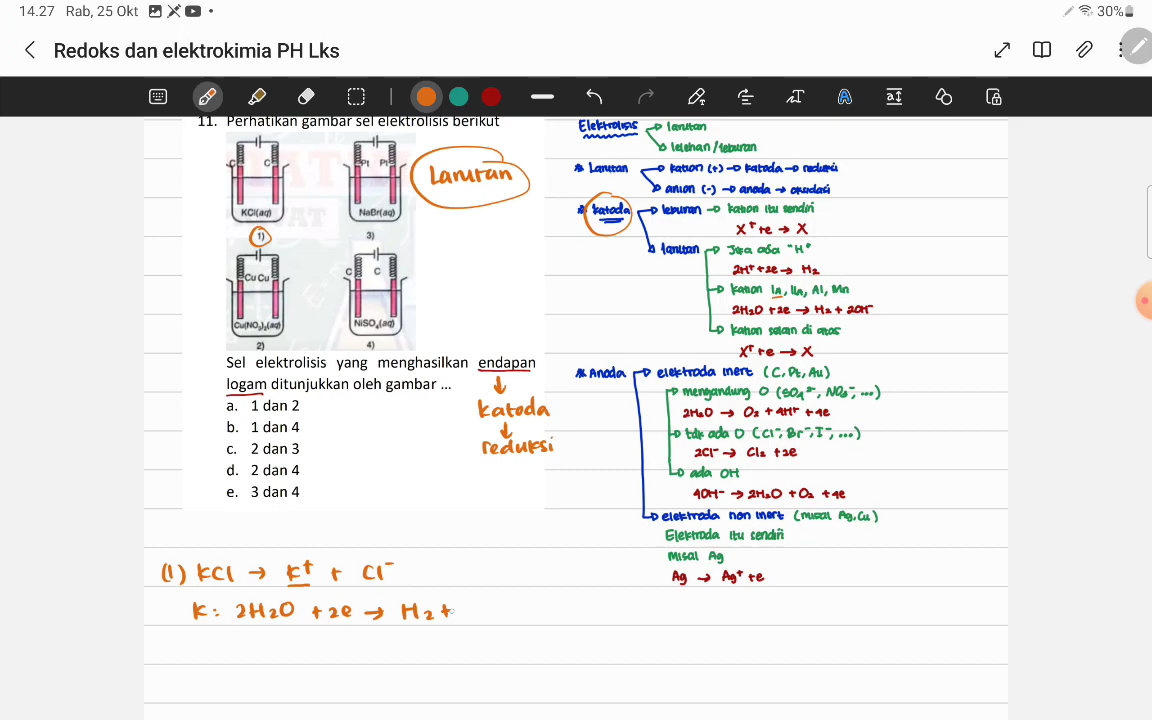 14.27 Rab, 25 Okt
30%
Redoks dan elektrokimia PH Lks
11. Perhatikan gambar sel elektrolisis berikut
C C
KCl(aq)
1)
Pt Pt
NaBr(aq)
3)
Cu Cu
Cu(NO3)2(aq)
2)
C C
NiSO4(aq)
4)
Larutan
Sel elektrolisis yang menghasilkan endapan
logam ditunjukkan oleh gambar ...
a. 1 dan 2
b. 1 dan 4
c. 2 dan 3
d. 2 dan 4
e. 3 dan 4
↓
katoda
↓
reduksi
(1) KCl → K⁺ + Cl⁻
K: 2H2O + 2e → H2 +
Elektrolisis → larutan
→ lelehan/leburan
* Larutan → kation (+) → katoda → reduksi
→ anion (-) → anoda → oksidasi
* katoda → leburan → kation itu sendiri
X⁺ + e → X
→ larutan → Jika ada "H"
2H⁺ + 2e → H2
→ kation IA, IIA, Al, Mn
2H2O + 2e → H2 + 2OH⁻
→ kation selain di atas
X⁺ + e → X
* Anoda → elektroda inert (C, Pt, Au)
→ mengandung O (SO4²⁻, NO3⁻, ...)
2H2O → O2 + 4H⁺ + 4e
→ tdk ada O (Cl⁻, Br⁻, I⁻, ...)
2Cl⁻ → Cl2 + 2e
→ ada OH
4OH⁻ → 2H2O + O2 + 4e
→ elektroda non inert (misal Ag, Cu)
Elektroda itu sendiri
Misal Ag
Ag → Ag⁺ + e